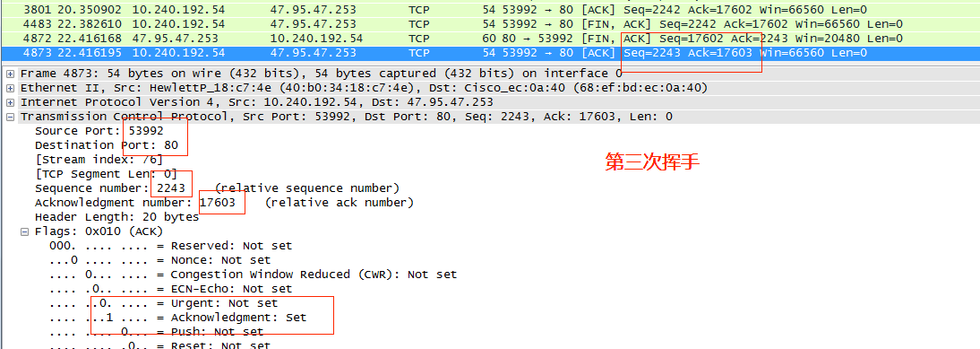 3801 20.350902 10.240.192.54 47.95.47.253 TCP 54 53992 → 80 [ACK] Seq=2242 Ack=17602 Win=66560 Len=0
4483 22.382610 10.240.192.54 47.95.47.253 TCP 54 53992 → 80 [FIN, ACK] Seq=2242 Ack=17602 Win=66560 Len=0
4872 22.416168 47.95.47.253 10.240.192.54 TCP 60 80 → 53992 [FIN, ACK] Seq=17602 Ack=2243 Win=20480 Len=0
4873 22.416195 10.240.192.54 47.95.47.253 TCP 54 53992 → 80 [ACK] Seq=2243 Ack=17603 Win=66560 Len=0
Frame 4873: 54 bytes on wire (432 bits), 54 bytes captured (432 bits) on interface 0
Ethernet II, Src: HewlettP_18:c7:4e (40:b0:34:18:c7:4e), Dst: Cisco_ec:0a:40 (68:ef:bd:ec:0a:40)
Internet Protocol Version 4, Src: 10.240.192.54, Dst: 47.95.47.253
Transmission Control Protocol, Src Port: 53992, Dst Port: 80, Seq: 2243, Ack: 17603, Len: 0
Source Port: 53992
Destination Port: 80
[Stream index: 76]
[TCP Segment Len: 0]
第三次挥手
Sequence number: 2243 (relative sequence number)
Acknowledgment number: 17603 (relative ack number)
Header Length: 20 bytes
Flags: 0x010 (ACK)
000. .... .... = Reserved: Not set
...0 .... .... = Nonce: Not set
.... 0... .... = Congestion Window Reduced (CWR): Not set
.... .0.. .... = ECN-Echo: Not set
.... ..0. .... = Urgent: Not set
.... ...1 .... = Acknowledgment: Set
.... .... 0... = Push: Not set
.... .... .0.. = Reset: Not set